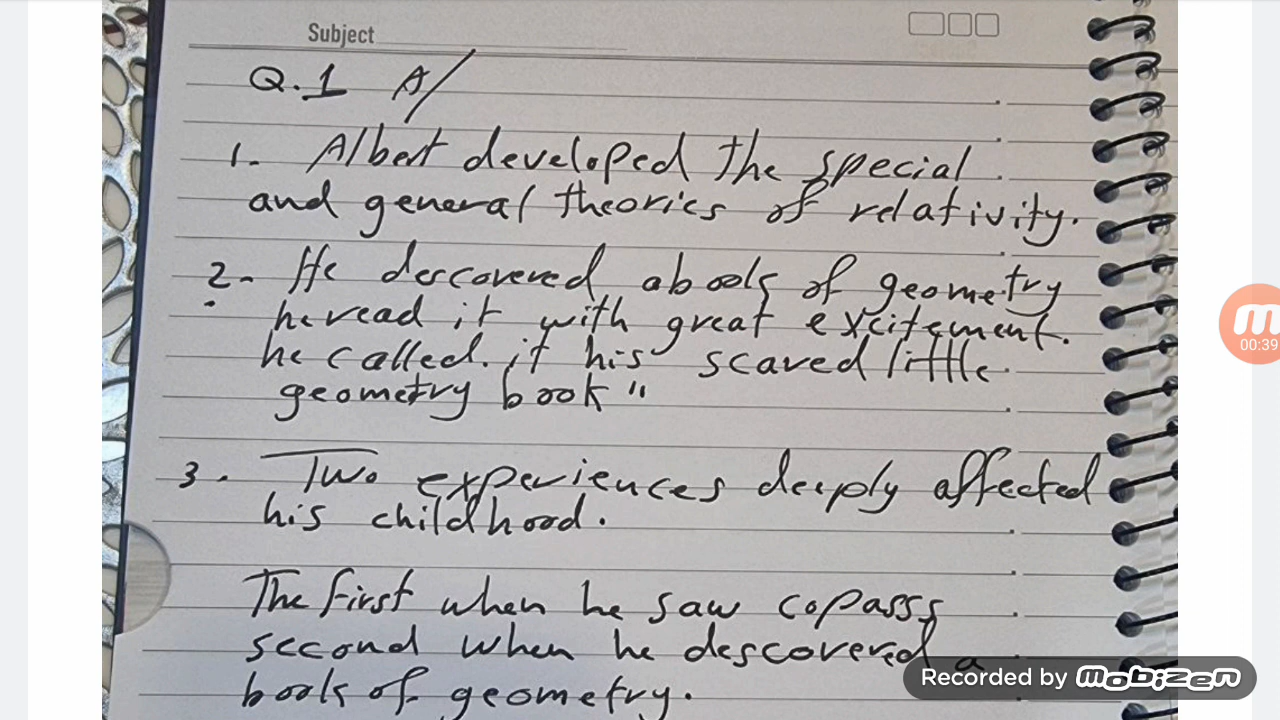 Subject
Q.1 A/
1. Albert developed the special
and general theories of relativity.
2. He descovered a book of geometry
he read it with great excitement.
he called. it his scared little
geometry book "
3. Two experiences deeply affected
his childhood.
The first when he saw copasss
second when he descovered a
book of geometry.
00:39
Recorded by mobizen